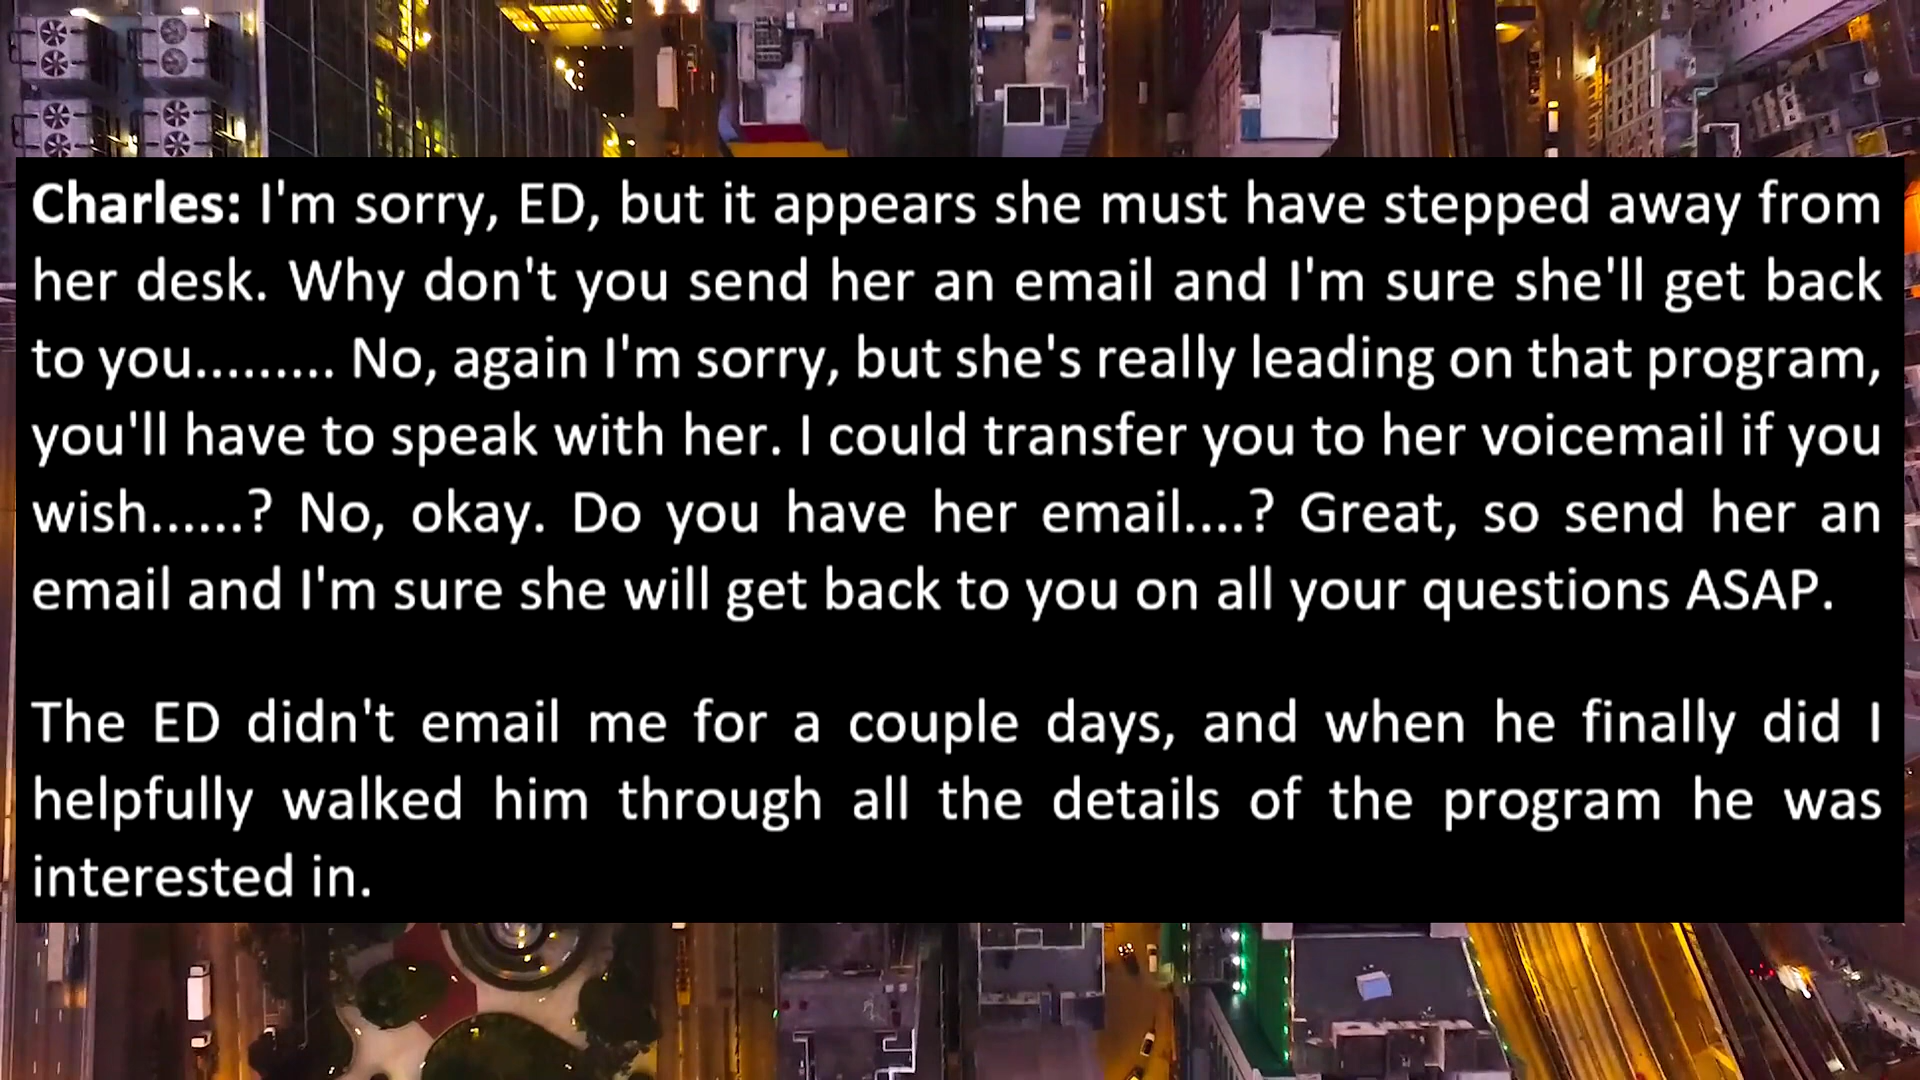 Charles: I'm sorry, ED, but it appears she must have stepped away from
her desk. Why don't you send her an email and I'm sure she'll get back
to you......... No, again I'm sorry, but she's really leading on that program,
you'll have to speak with her. I could transfer you to her voicemail if you
wish......? No, okay. Do you have her email....? Great, so send her an
email and I'm sure she will get back to you on all your questions ASAP.
The ED didn't email me for a couple days, and when he finally did I
helpfully walked him through all the details of the program he was
interested in.